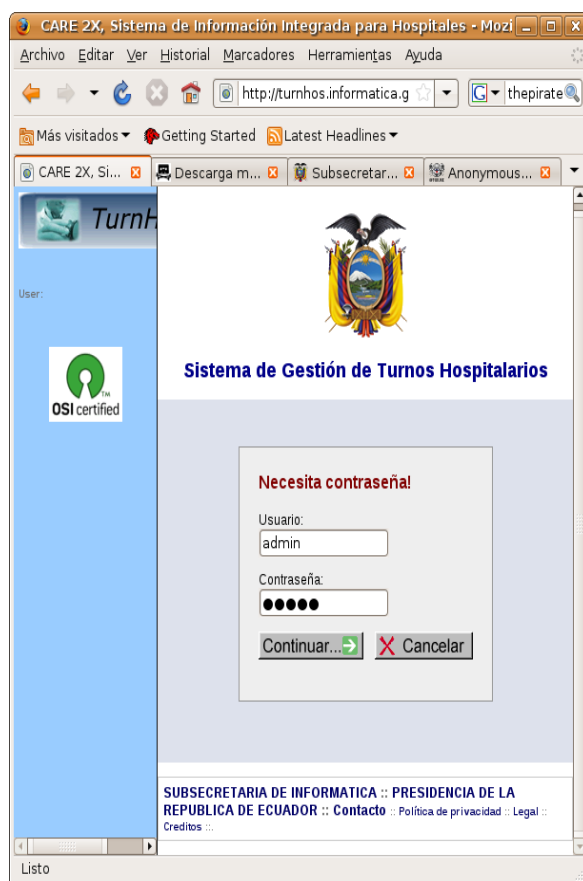 CARE 2X, Sistema de Información Integrada para Hospitales - Mozi
Archivo Editar Ver Historial Marcadores Herramientas Ayuda
http://turnhos.informatica.g
G thepirate
Más visitados Getting Started Latest Headlines
CARE 2X, Si... Descarga m... Subsecretar... Anonymous...
TurnH
User:
OSI certified TM
Sistema de Gestión de Turnos Hospitalarios
Necesita contraseña!
Usuario:
admin
Contraseña:
●●●●●
Continuar... Cancelar
SUBSECRETARIA DE INFORMATICA :: PRESIDENCIA DE LA
REPUBLICA DE ECUADOR :: Contacto :: Política de privacidad :: Legal ::
Creditos ::.
Listo